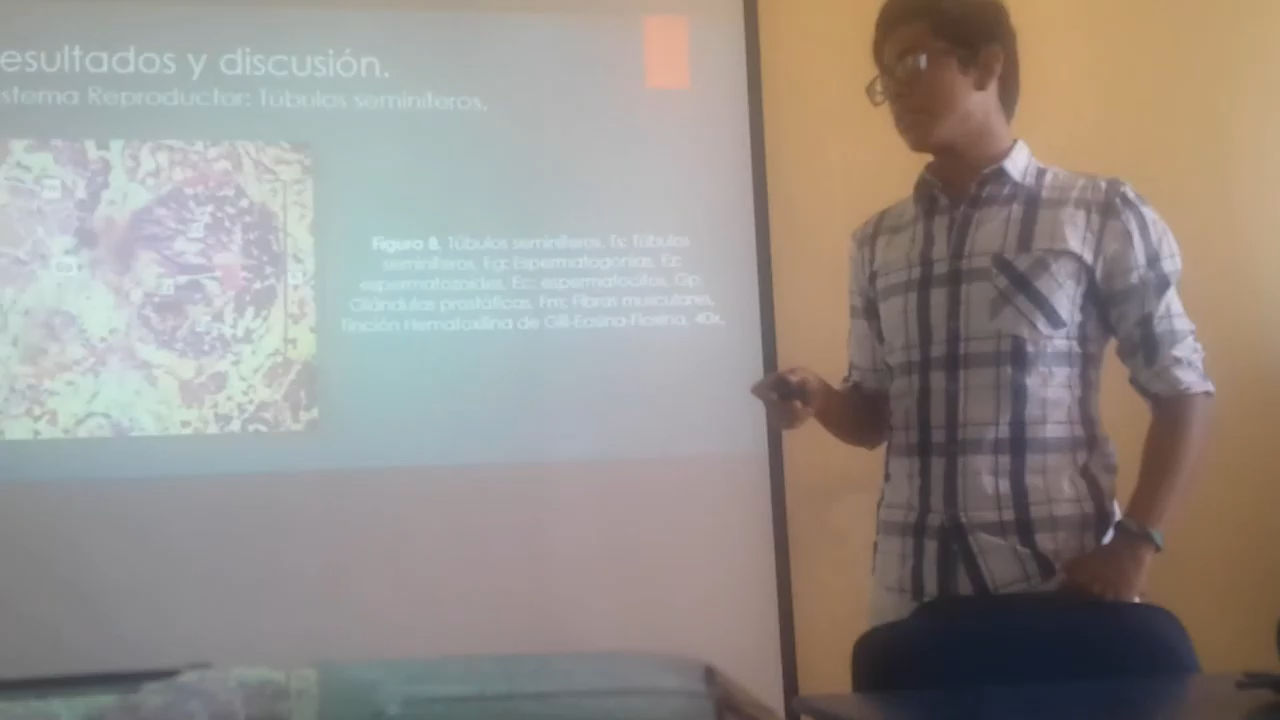 esultados y discusión.
stema Reproductor: Túbulos seminíferos.
Figura 8. Túbulos seminíferos. Ts: Túbulos
seminíferos, Eg: Espermatogonias, Ez:
espermatozoides, Ec: espermatocitos, Gp:
Glándulas prostáticas, Fm: Fibras musculares,
Tinción Hematoxilina de Gill-Eosina-Floxina, 40x.